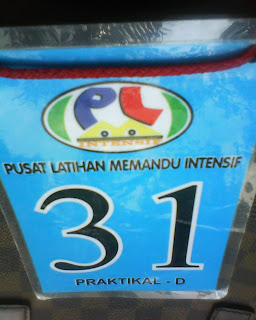 PL
INTENSIF
PUSAT LATIHAN MEMANDU INTENSIF
31
PRAKTIKAL - D